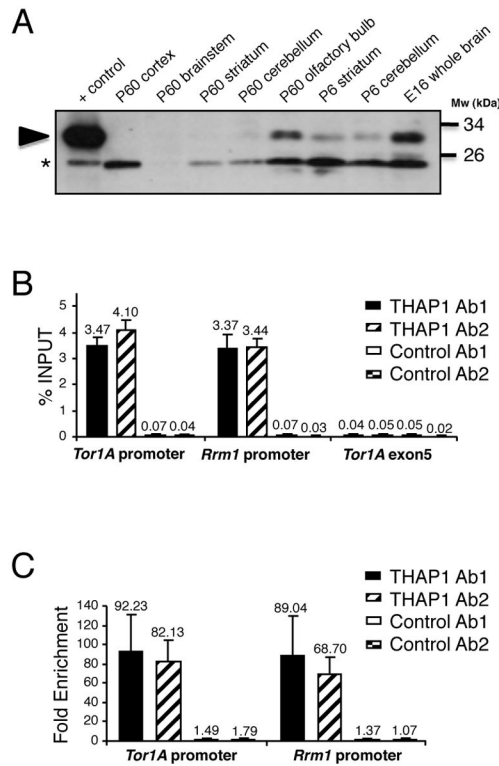 A
+ control
P60 cortex
P60 brainstem
P60 striatum
P60 cerebellum
P60 olfactory bulb
P6 striatum
P6 cerebellum
E16 whole brain
Mw (kDa)
34
*
26
B
THAP1 Ab1
THAP1 Ab2
Control Ab1
Control Ab2
% INPUT
5
4
3
2
1
0
3.47 4.10 0.07 0.04
3.37 3.44 0.07 0.03
0.04 0.05 0.05 0.02
Tor1A promoter Rrm1 promoter Tor1A exon5
C
THAP1 Ab1
THAP1 Ab2
Control Ab1
Control Ab2
Fold Enrichment
140
120
100
80
60
40
20
0
92.23 82.13 1.49 1.79
89.04 68.70 1.37 1.07
Tor1A promoter Rrm1 promoter